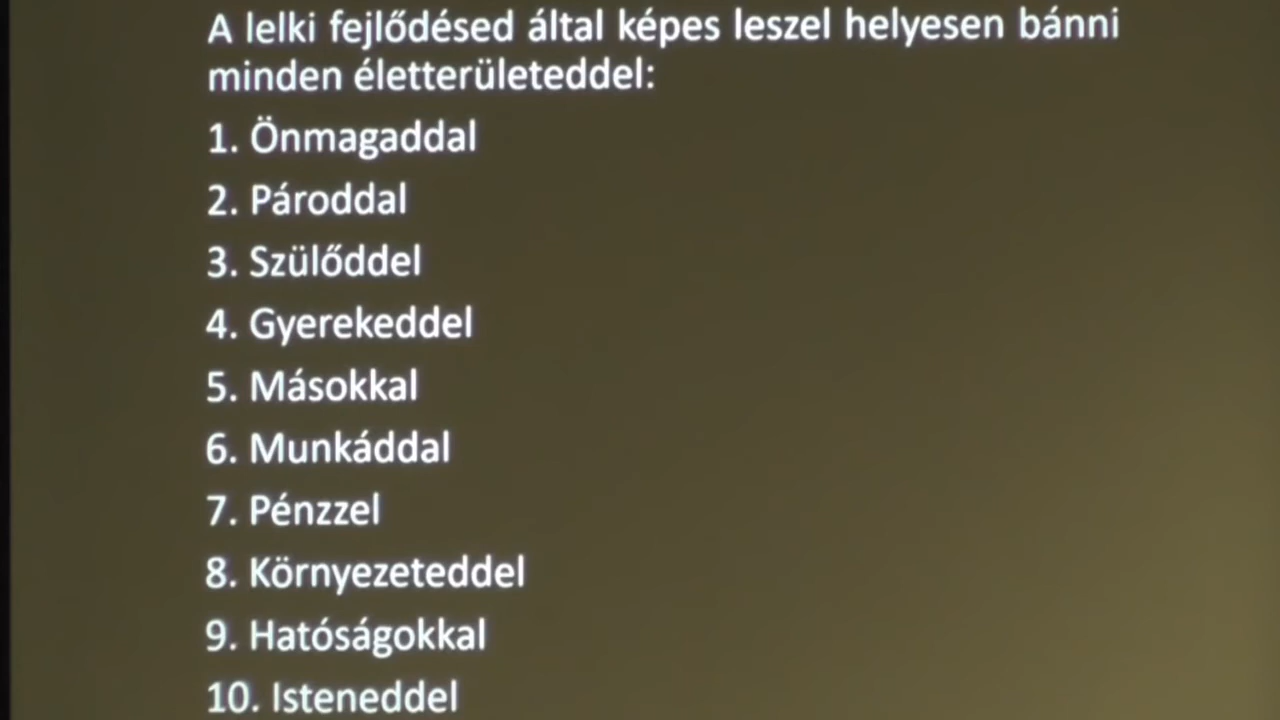 A lelki fejlődésed által képes leszel helyesen bánni
minden életterületeddel:
1. Önmagaddal
2. Pároddal
3. Szülőddel
4. Gyerekeddel
5. Másokkal
6. Munkáddal
7. Pénzzel
8. Környezeteddel
9. Hatóságokkal
10. Isteneddel